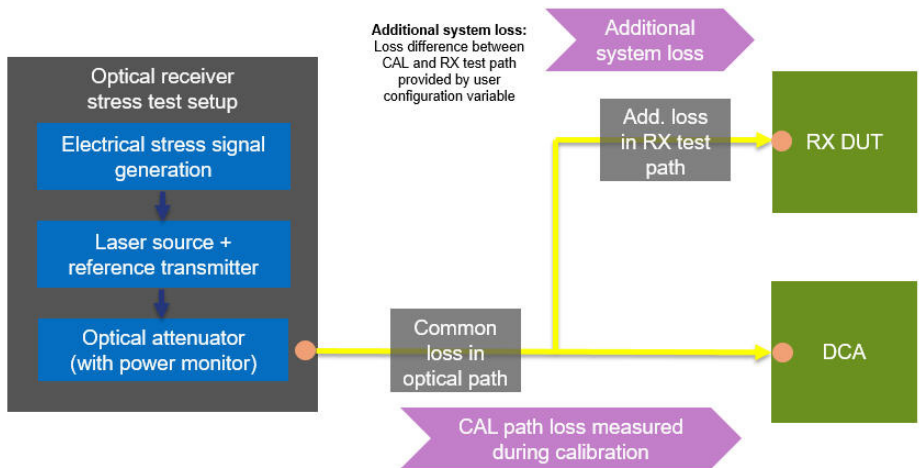 Additional system loss:
Loss difference between
CAL and RX test path
provided by user
configuration variable
Additional
system loss
Optical receiver
stress test setup
Electrical stress signal
generation
Laser source +
reference transmitter
Optical attenuator
(with power monitor)
Add. loss
in RX test
path
RX DUT
Common
loss in
optical path
DCA
CAL path loss measured
during calibration